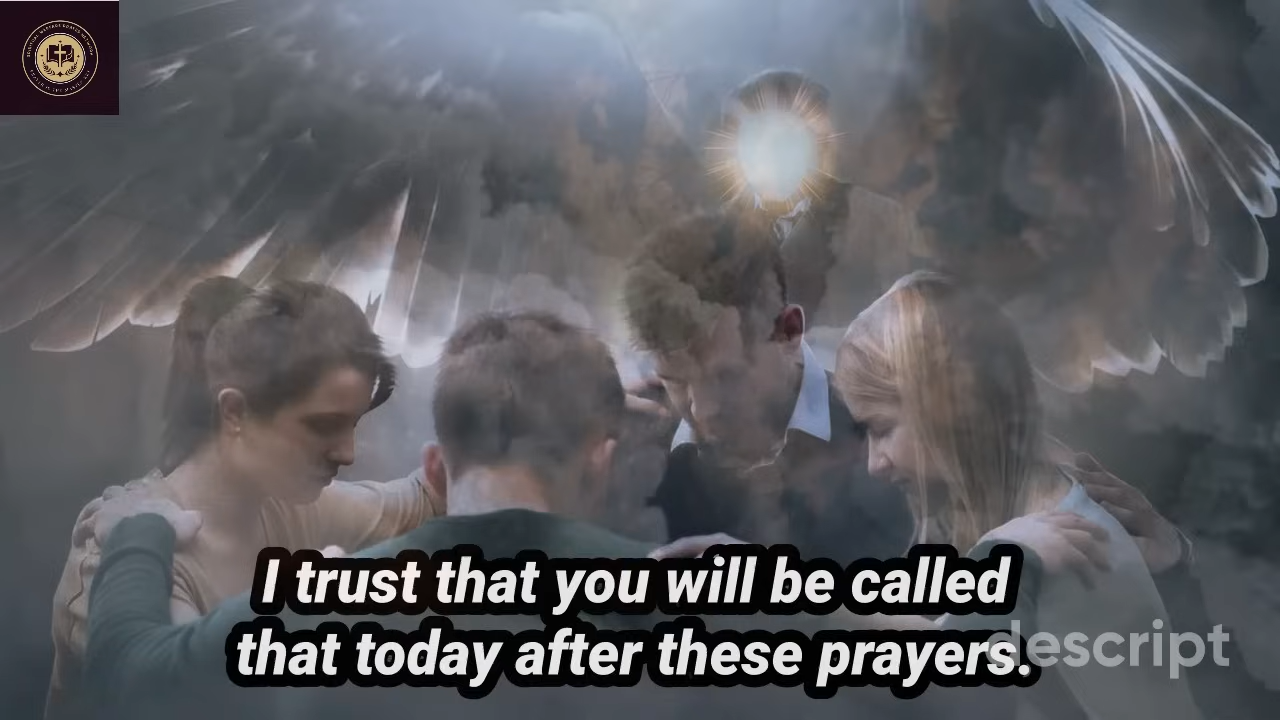 I trust that you will be called
that today after these prayers.
descript